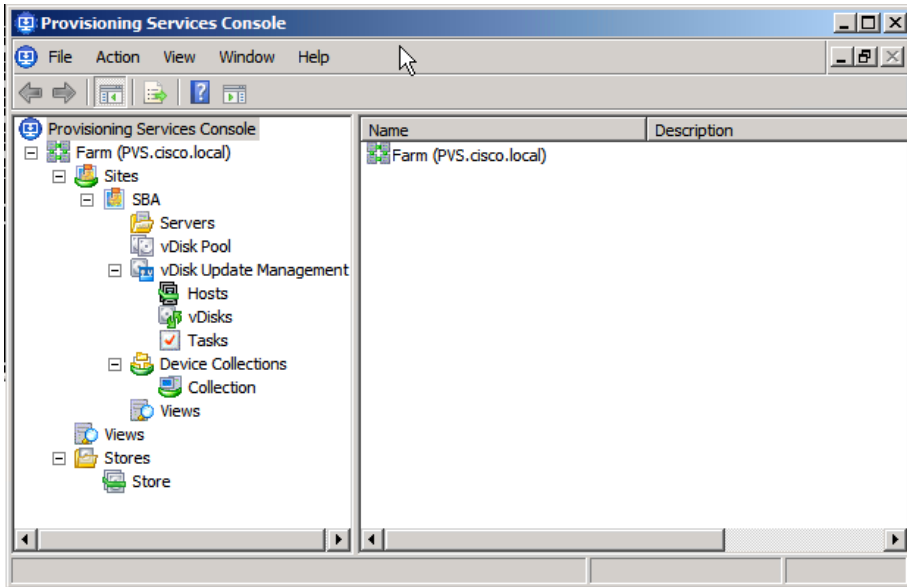 Provisioning Services Console
File Action View Window Help
Provisioning Services Console
Farm (PVS.cisco.local)
Sites
SBA
Servers
vDisk Pool
vDisk Update Management
Hosts
vDisks
Tasks
Device Collections
Collection
Views
Views
Stores
Store
Name Description
Farm (PVS.cisco.local)